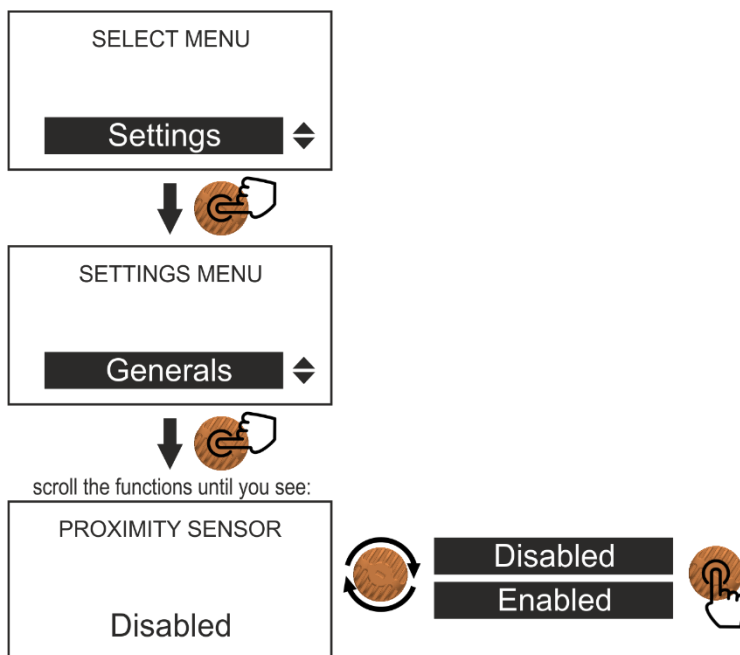 SELECT MENU
Settings
SETTINGS MENU
Generals
scroll the functions until you see:
PROXIMITY SENSOR
Disabled
Disabled
Enabled